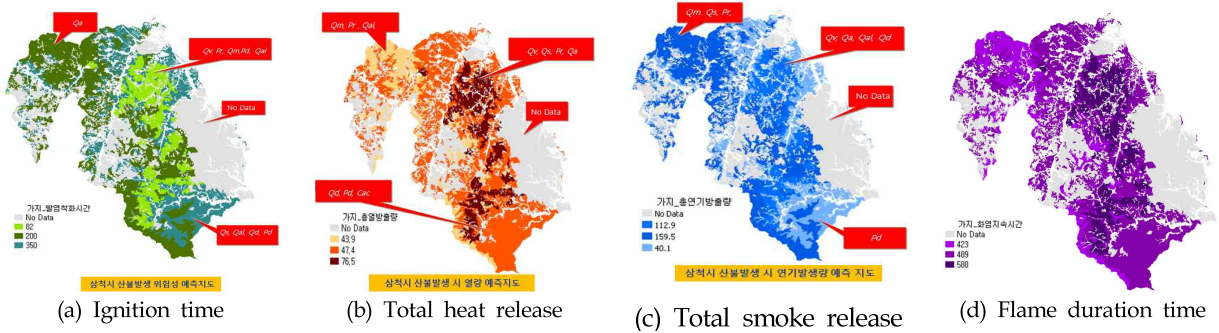 Qa
Qv, Pr, Qm,Pd, Qal
No Data
Qs, Qal, Qd, Pd
가지_발염착화시간
No Data
82
200
350
삼척시 산불발생 위험성 예측지도
(a) Ignition time
Qm, Pr , Qal,
Qv, Qs, Pr, Qa
No Data
Qd, Pd, Cac
가지_총열방출량
No Data
43,9
47,4
76,5
삼척시 산불발생 시 열량 예측지도
(b) Total heat release
Qm. Qs, Pr,
Qv, Qa, Qal, Qd
No Data
Pd
가지_총연기방출량
No Data
112.9
159.5
40.1
삼척시 산불발생 시 연기발생량 예측 지도
(c) Total smoke release
가지_화염지속시간
No Data
423
489
588
(d) Flame duration time